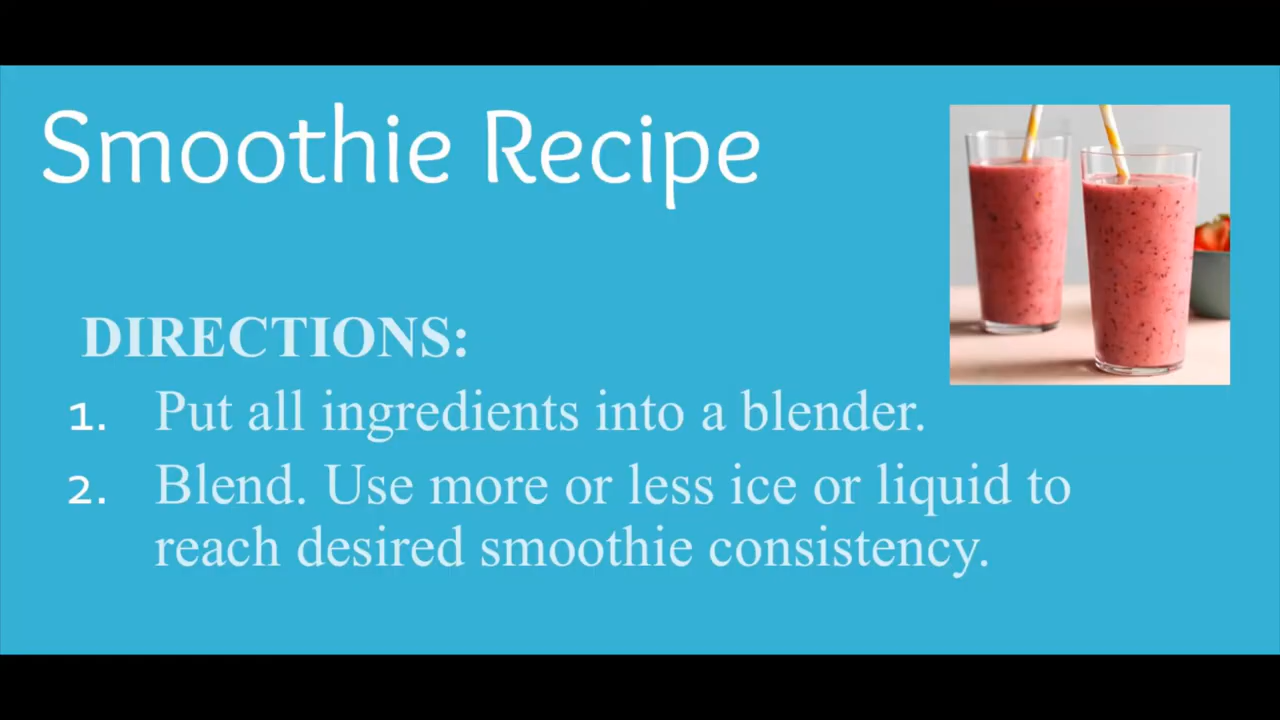 Smoothie Recipe
DIRECTIONS:
1. Put all ingredients into a blender.
2. Blend. Use more or less ice or liquid to
reach desired smoothie consistency.